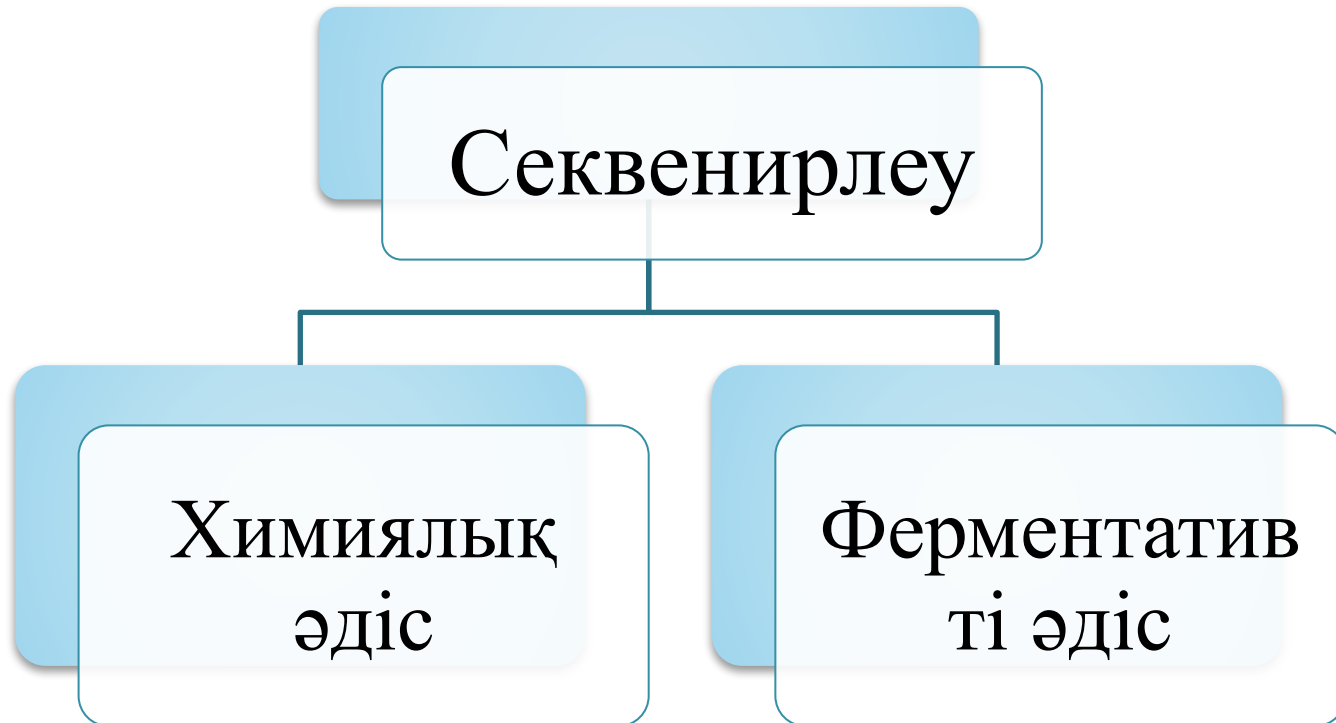 Секвенирлеу
Химиялық
әдіс
Ферментатив
ті әдіс